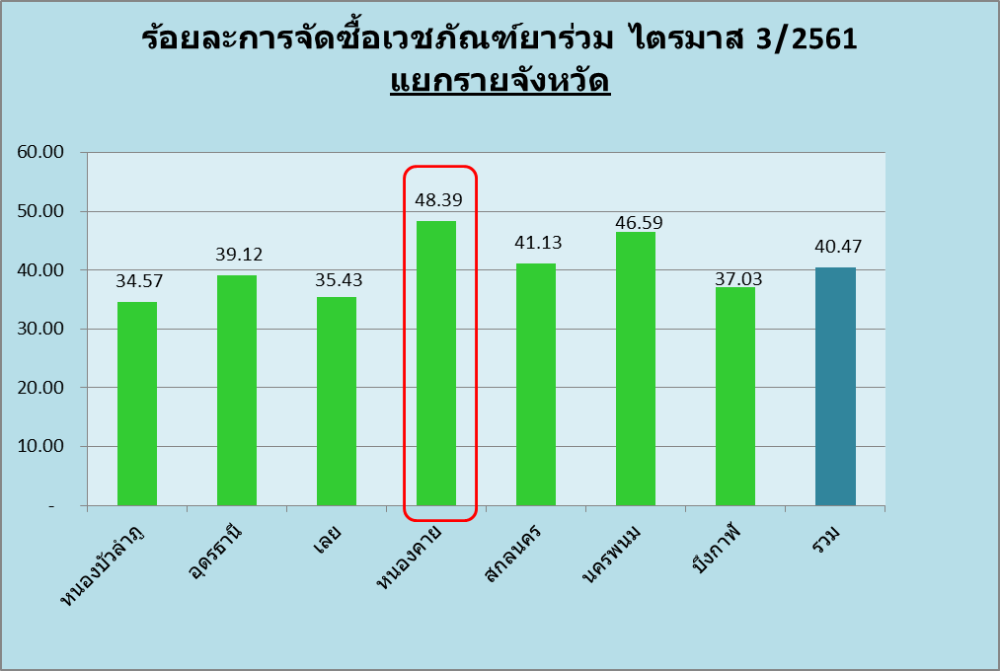 ร้อยละการจัดซื้อเวชภัณฑ์ยาร่วม ไตรมาส 3/2561
แยกรายจังหวัด
60.00
50.00
40.00
30.00
20.00
10.00
-
34.57
39.12
35.43
48.39
41.13
46.59
37.03
40.47
หนองบัวลำภู
อุดรธานี
เลย
หนองคาย
สกลนคร
นครพนม
บึงกาฬ
รวม